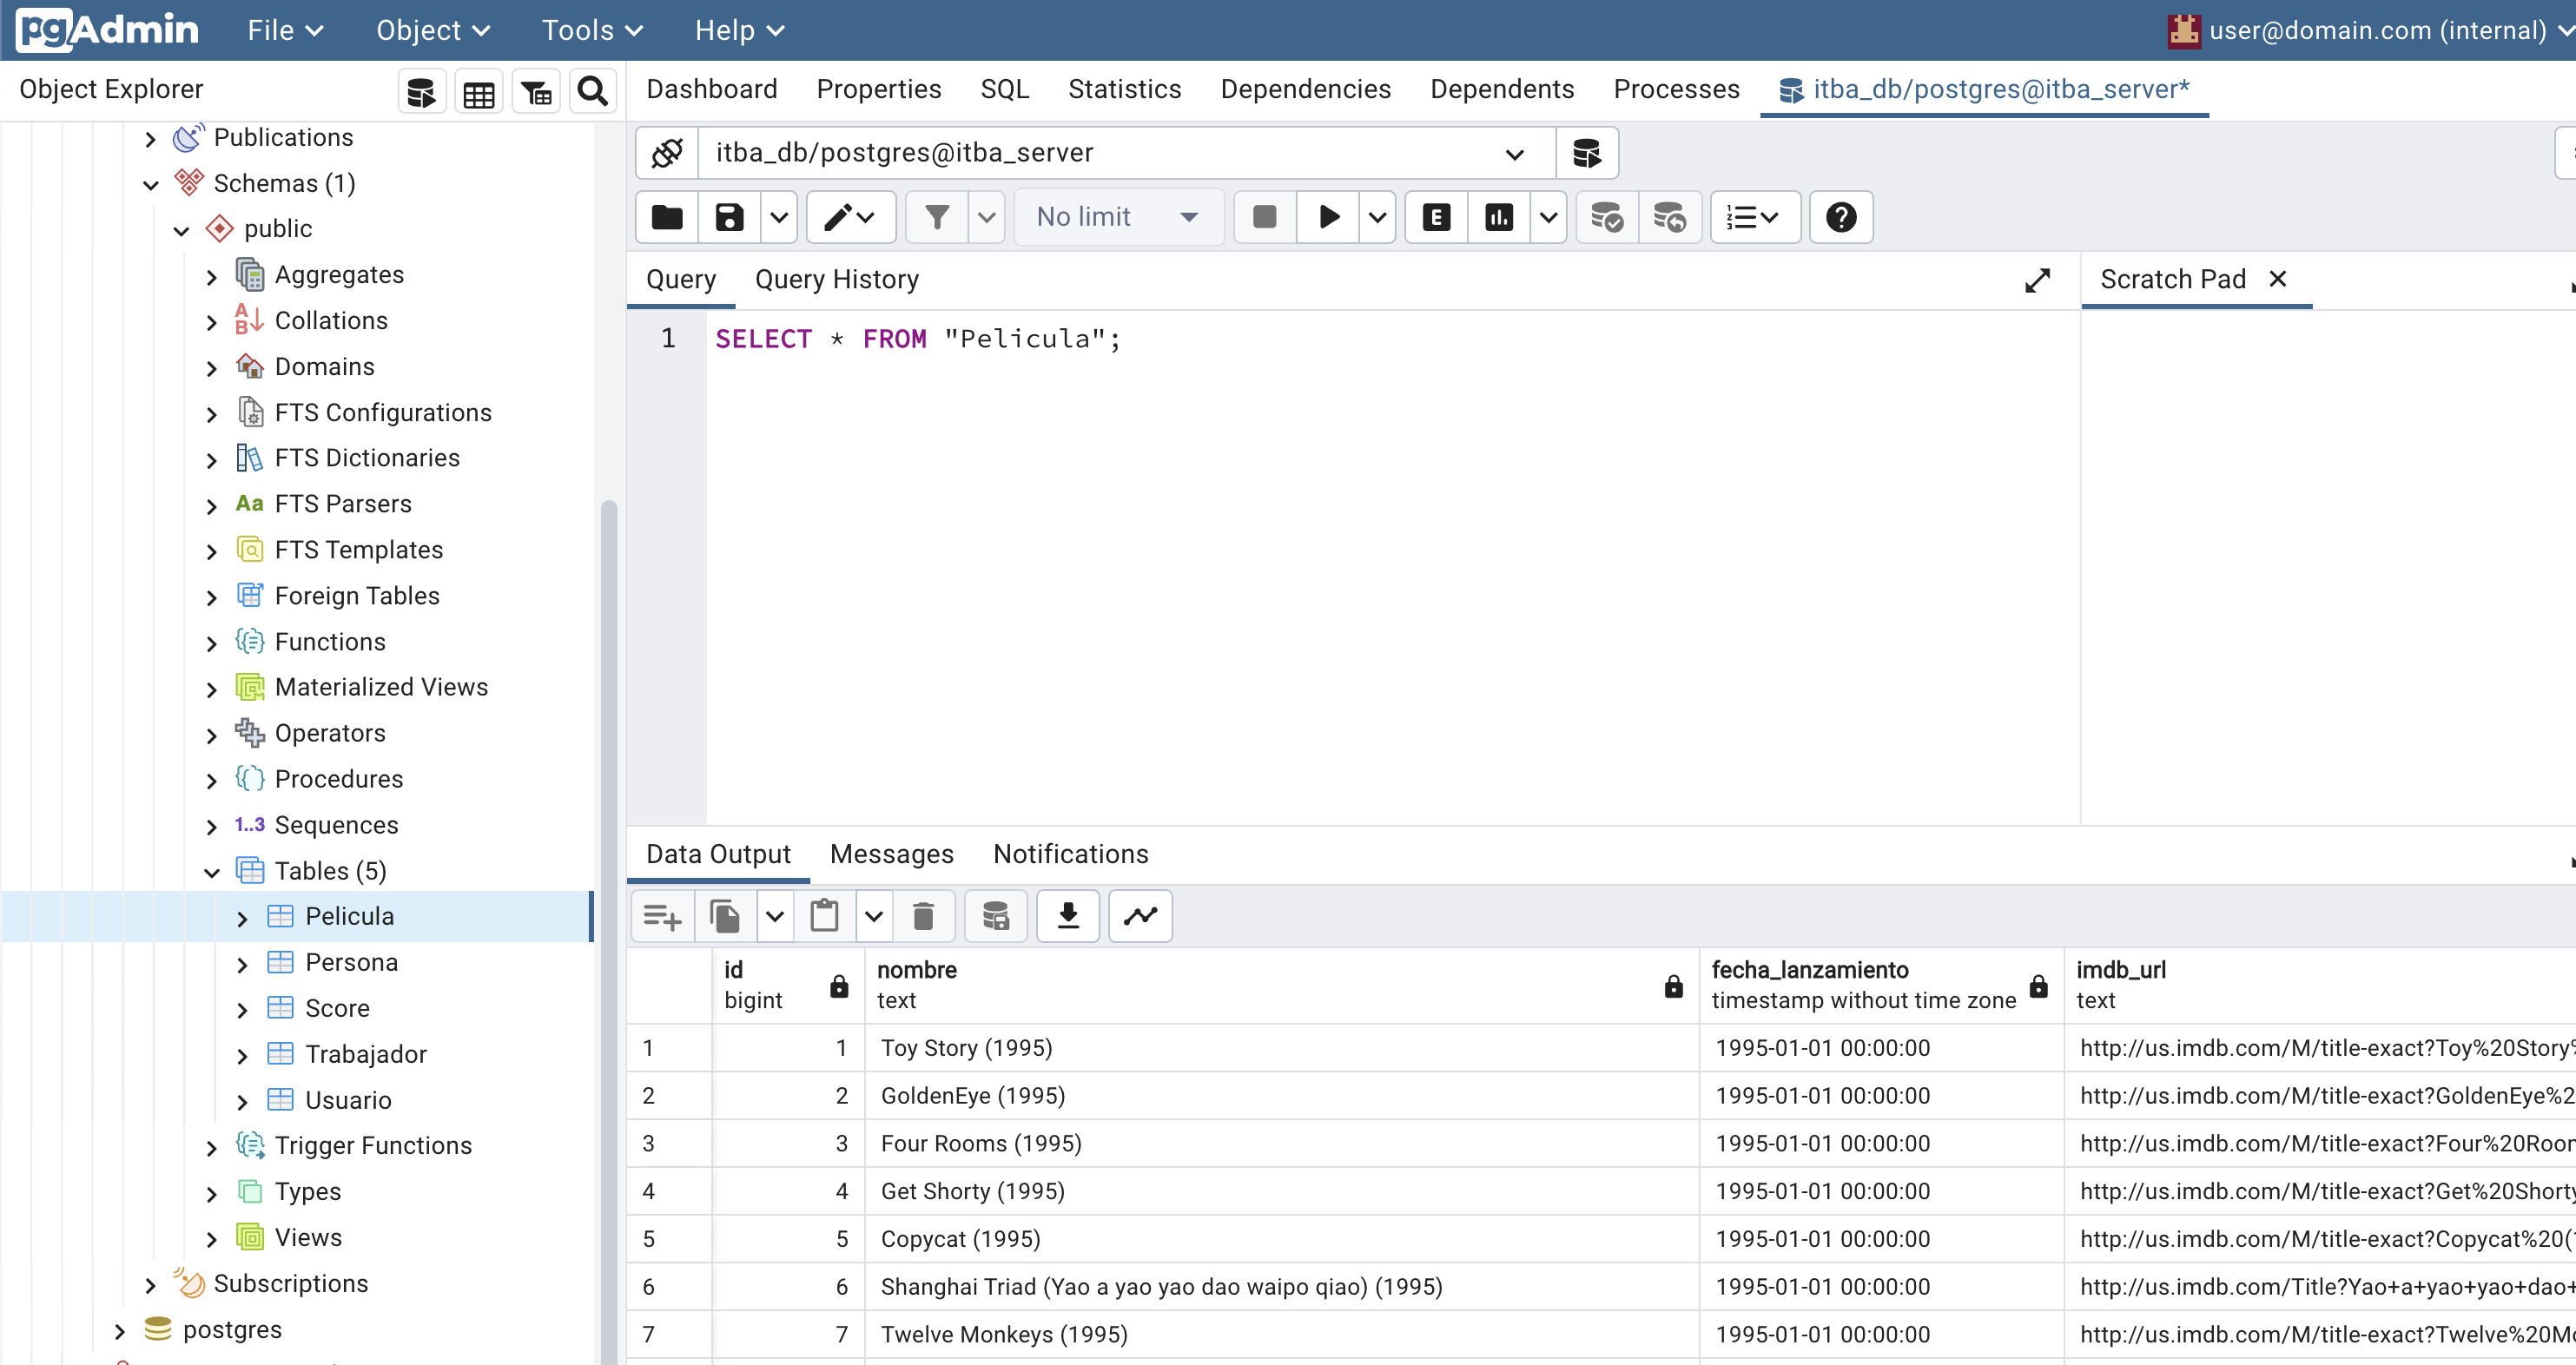 pgAdmin File Object Tools Help user@domain.com (internal)
Object Explorer
Dashboard Properties SQL Statistics Dependencies Dependents Processes itba_db/postgres@itba_server*
Publications
Schemas (1)
public
Aggregates
Collations
Domains
FTS Configurations
FTS Dictionaries
Aa FTS Parsers
FTS Templates
Foreign Tables
Functions
Materialized Views
Operators
Procedures
1..3 Sequences
Tables (5)
Pelicula
Persona
Score
Trabajador
Usuario
Trigger Functions
Types
Views
Subscriptions
postgres
itba_db/postgres@itba_server
No limit
Query Query History
Scratch Pad
1 SELECT * FROM "Pelicula";
Data Output Messages Notifications
id nombre fecha_lanzamiento imdb_url
bigint text timestamp without time zone text
1 1 Toy Story (1995) 1995-01-01 00:00:00 http://us.imdb.com/M/title-exact?Toy%20Story%
2 2 GoldenEye (1995) 1995-01-01 00:00:00 http://us.imdb.com/M/title-exact?GoldenEye%2
3 3 Four Rooms (1995) 1995-01-01 00:00:00 http://us.imdb.com/M/title-exact?Four%20Roo
4 4 Get Shorty (1995) 1995-01-01 00:00:00 http://us.imdb.com/M/title-exact?Get%20Shorty
5 5 Copycat (1995) 1995-01-01 00:00:00 http://us.imdb.com/M/title-exact?Copycat%20(
6 6 Shanghai Triad (Yao a yao yao dao waipo qiao) (1995) 1995-01-01 00:00:00 http://us.imdb.com/Title?Yao+a+yao+yao+dao+
7 7 Twelve Monkeys (1995) 1995-01-01 00:00:00 http://us.imdb.com/M/title-exact?Twelve%20M